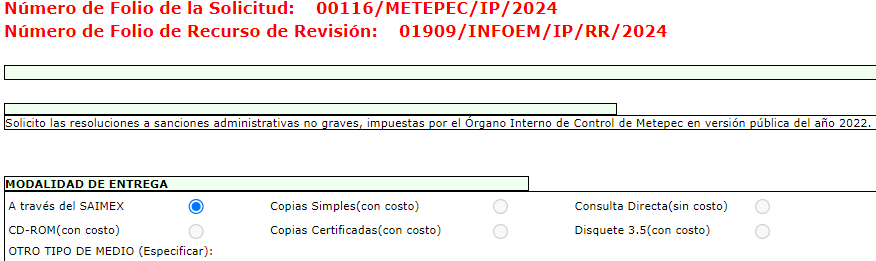 Número de Folio de la Solicitud: 00116/METEPEC/IP/2024
Número de Folio de Recurso de Revisión: 01909/INFOEM/IP/RR/2024
Solicito las resoluciones a sanciones administrativas no graves, impuestas por el Órgano Interno de Control de Metepec en versión pública del año 2022.
MODALIDAD DE ENTREGA
A través del SAIMEX Copias Simples(con costo) Consulta Directa(sin costo)
CD-ROM(con costo) Copias Certificadas(con costo) Disquete 3.5(con costo)
OTRO TIPO DE MEDIO (Especificar):